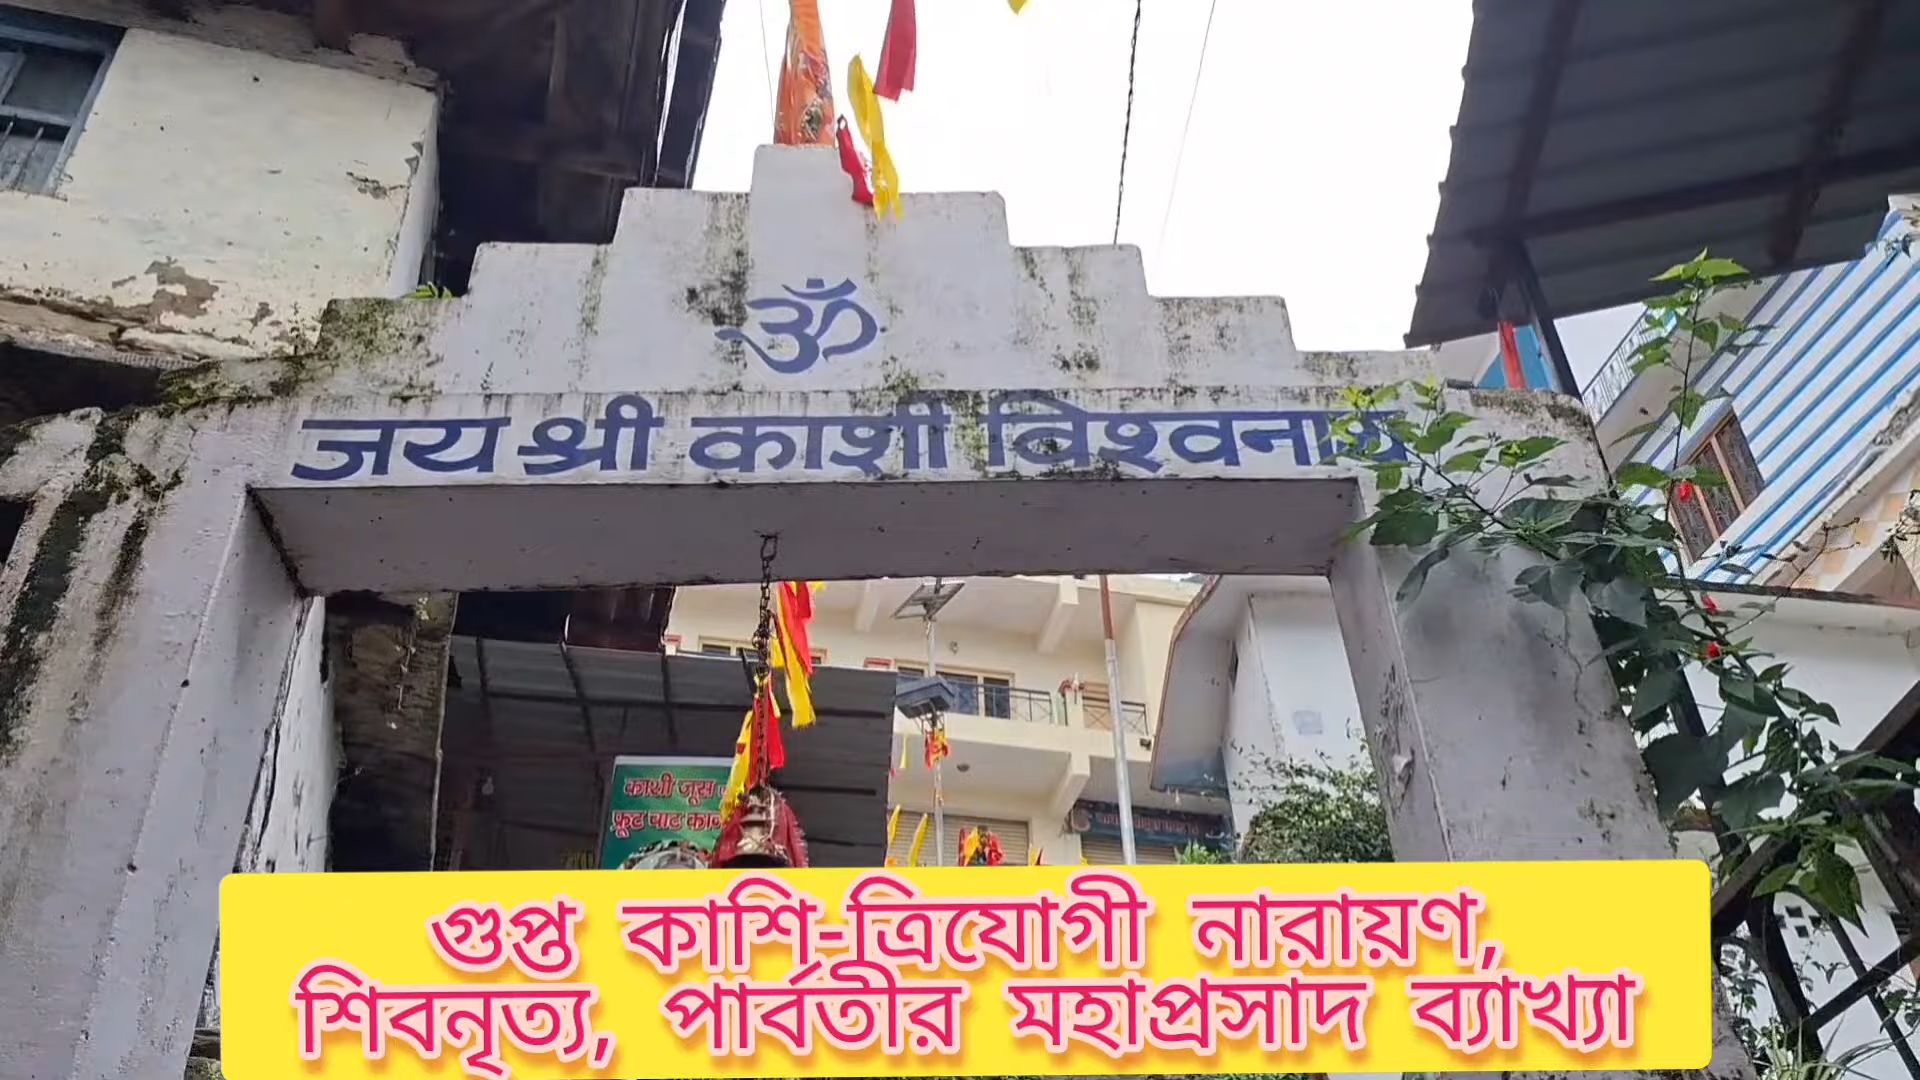 ॐ
जय श्री काशी विश्वनाथ
काशी जूस
फ्रूट चाट
গুপ্ত কাশি-ত্রিযোগী নারায়ণ,
শিবনৃত্য, পার্বতীর মহাপ্রসাদ ব্যাখ্যা